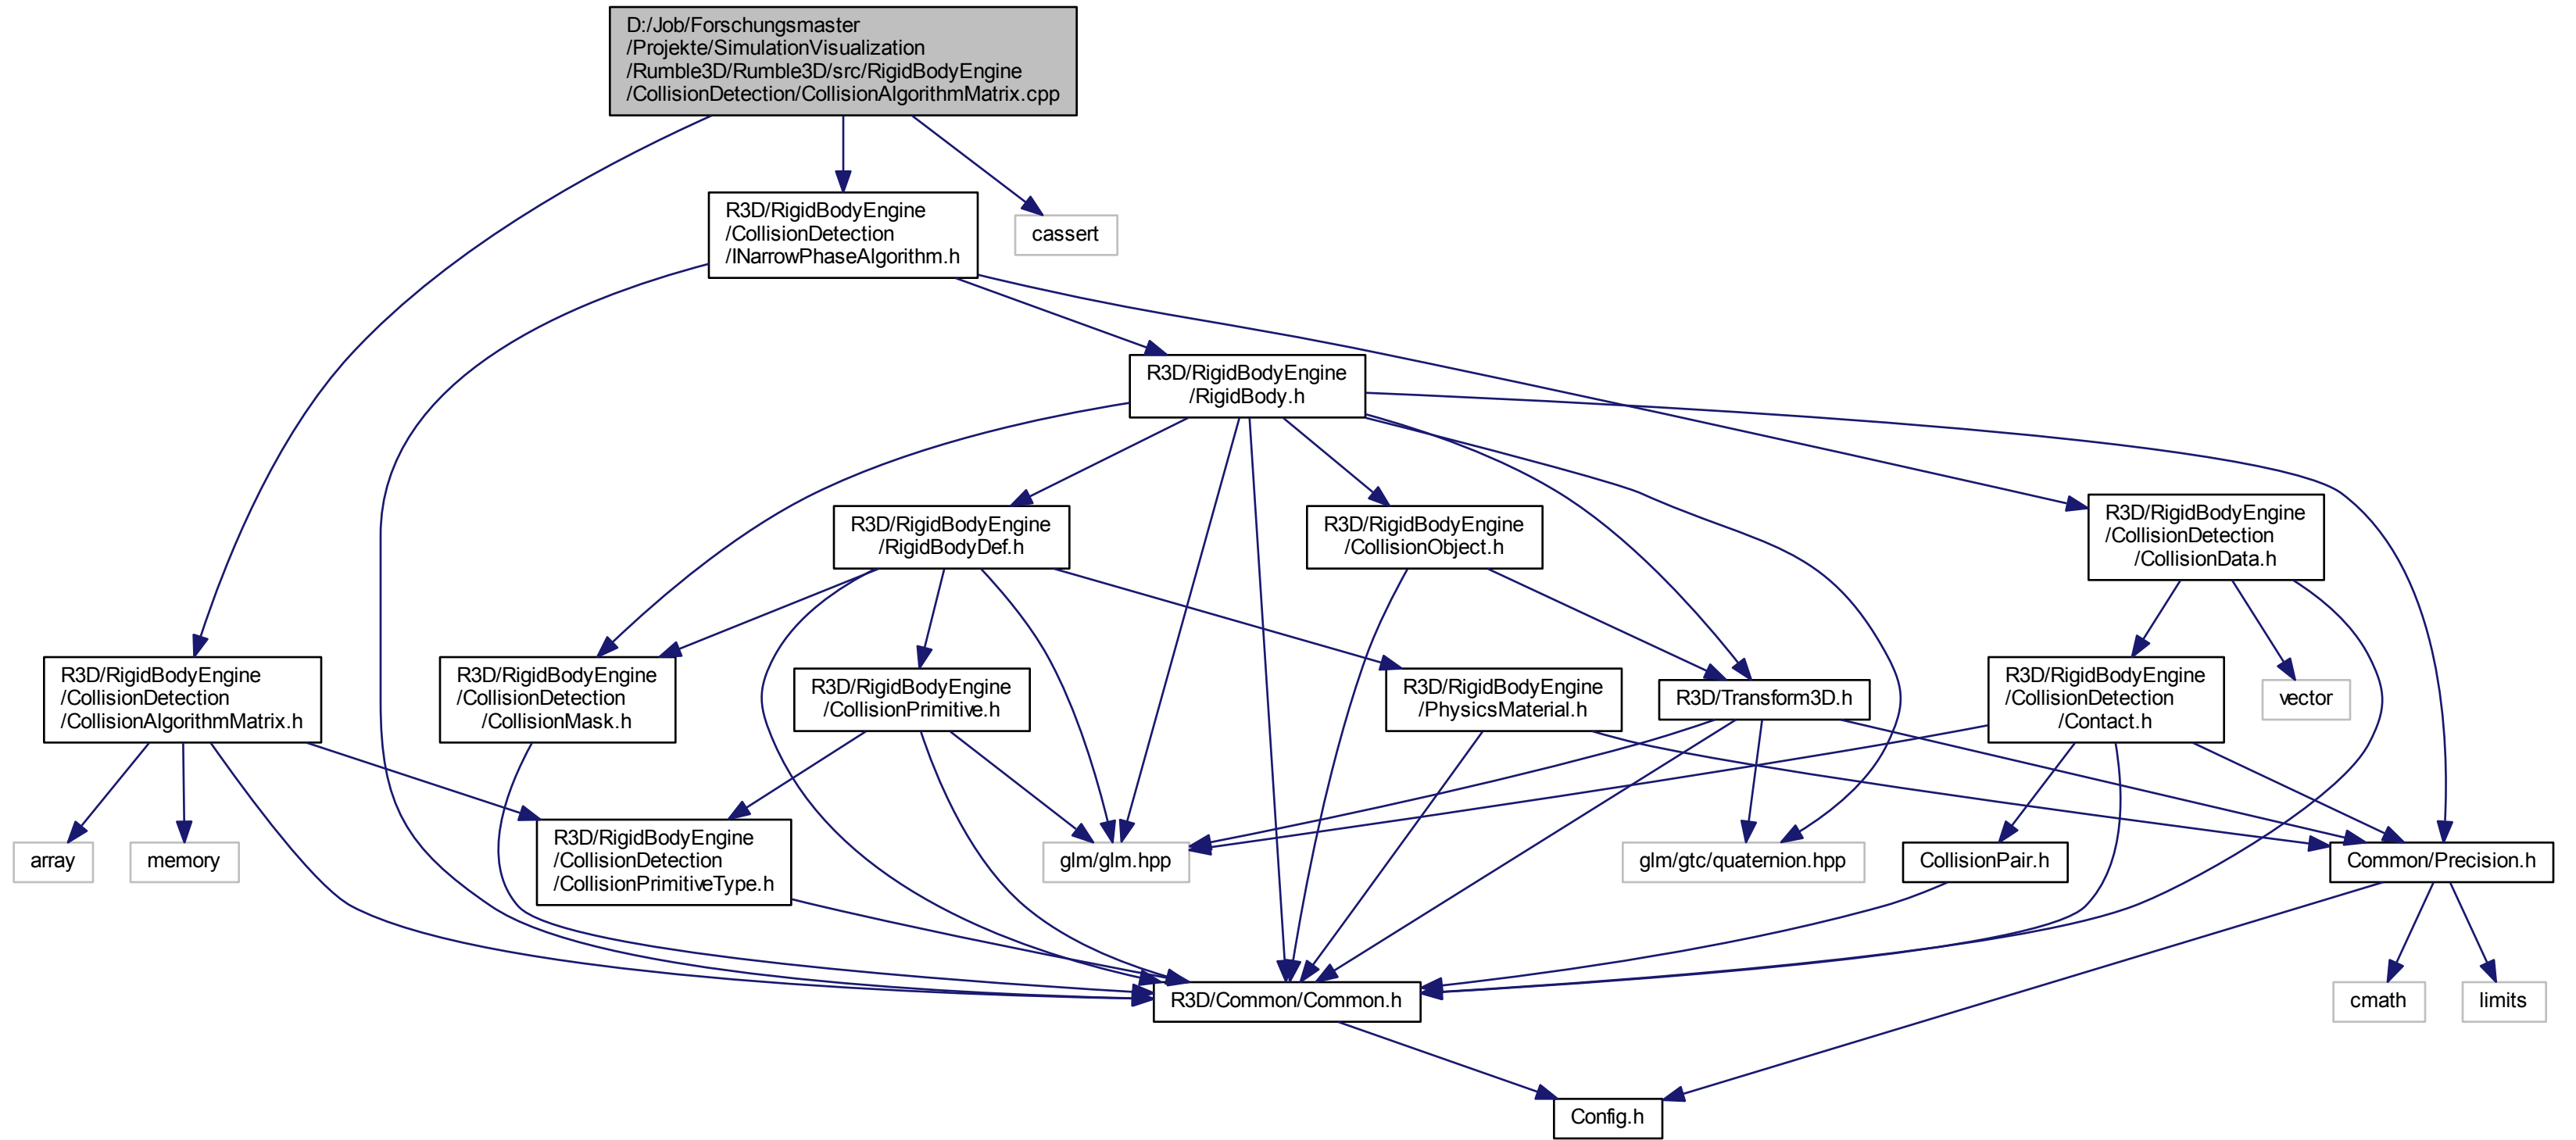 D:/Job/Forschungsmaster
/Projekte/SimulationVisualization
/Rumble3D/Rumble3D/src/RigidBodyEngine
/CollisionDetection/CollisionAlgorithmMatrix.cpp
R3D/RigidBodyEngine
/CollisionDetection
/INarrowPhaseAlgorithm.h
cassert
R3D/RigidBodyEngine
/RigidBody.h
R3D/RigidBodyEngine
/RigidBodyDef.h
R3D/RigidBodyEngine
/CollisionObject.h
R3D/RigidBodyEngine
/CollisionDetection
/CollisionData.h
R3D/RigidBodyEngine
/CollisionDetection
/CollisionAlgorithmMatrix.h
R3D/RigidBodyEngine
/CollisionDetection
/CollisionMask.h
R3D/RigidBodyEngine
/CollisionPrimitive.h
R3D/RigidBodyEngine
/PhysicsMaterial.h
R3D/Transform3D.h
R3D/RigidBodyEngine
/CollisionDetection
/Contact.h
vector
array
memory
R3D/RigidBodyEngine
/CollisionDetection
/CollisionPrimitiveType.h
glm/glm.hpp
glm/gtc/quaternion.hpp
CollisionPair.h
Common/Precision.h
R3D/Common/Common.h
cmath
limits
Config.h